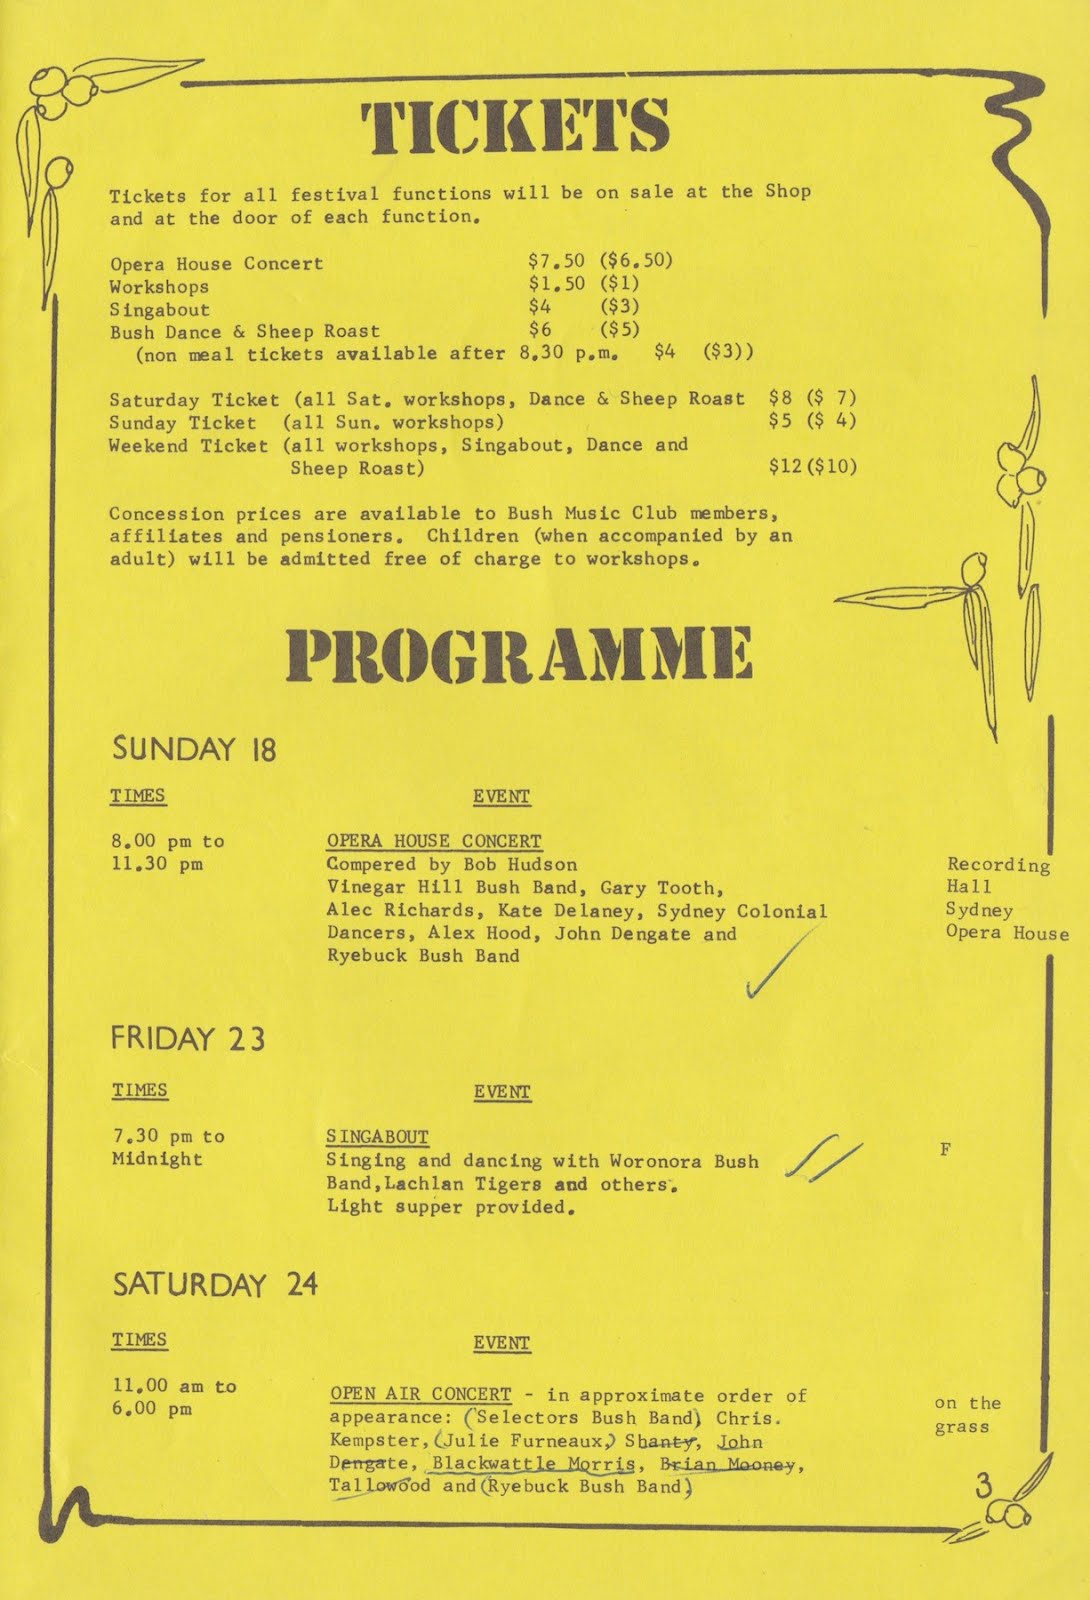 TICKETS
Tickets for all festival functions will be on sale at the Shop
and at the door of each function.
Opera House Concert $7.50 ($6.50)
Workshops $1.50 ($1)
Singabout $4 ($3)
Bush Dance & Sheep Roast $6 ($5)
(non meal tickets available after 8.30 p.m. $4 ($3))
Saturday Ticket (all Sat. workshops, Dance & Sheep Roast $8 ($ 7)
Sunday Ticket (all Sun. workshops) $5 ($ 4)
Weekend Ticket (all workshops, Singabout, Dance and
Sheep Roast) $12 ($10)
Concession prices are available to Bush Music Club members,
affiliates and pensioners. Children (when accompanied by an
adult) will be admitted free of charge to workshops.
PROGRAMME
SUNDAY 18
TIMES EVENT
8.00 pm to OPERA HOUSE CONCERT
11.30 pm Compered by Bob Hudson Recording
Vinegar Hill Bush Band, Gary Tooth, Hall
Alec Richards, Kate Delaney, Sydney Colonial Sydney
Dancers, Alex Hood, John Dengate and Opera House
Ryebuck Bush Band
FRIDAY 23
TIMES EVENT
7.30 pm to SINGABOUT F
Midnight Singing and dancing with Woronora Bush
Band,Lachlan Tigers and others.
Light supper provided.
SATURDAY 24
TIMES EVENT
11.00 am to OPEN AIR CONCERT - in approximate order of on the
6.00 pm appearance: (Selectors Bush Band) Chris. grass
Kempster, (Julie Furneaux,) Shanty, John
Dengate, Blackwattle Morris, Brian Mooney,
Tallowood and (Ryebuck Bush Band)
3